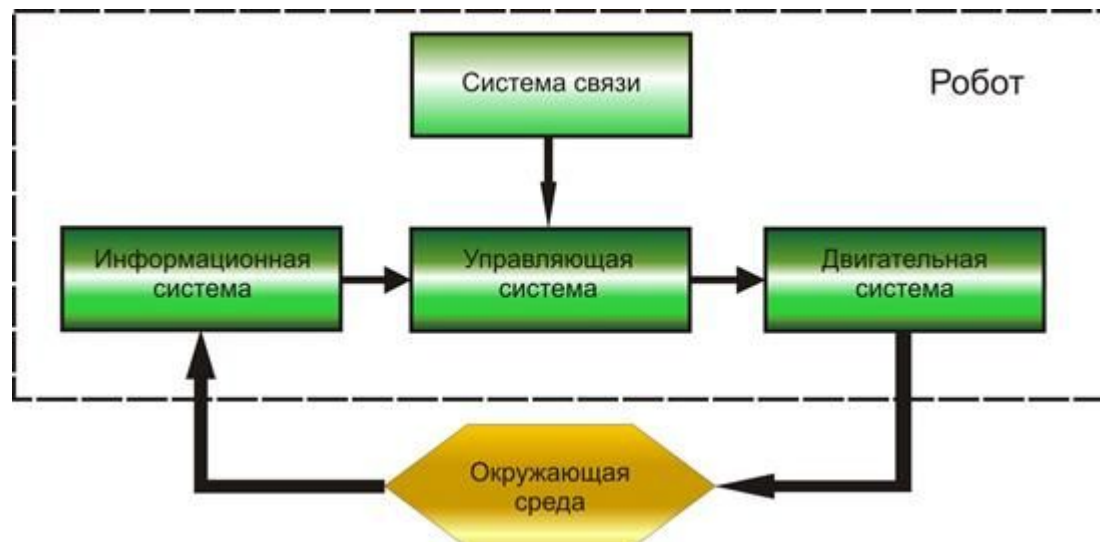 Система связи
Робот
Информационная
система
Управляющая
система
Двигательная
система
Окружающая
среда